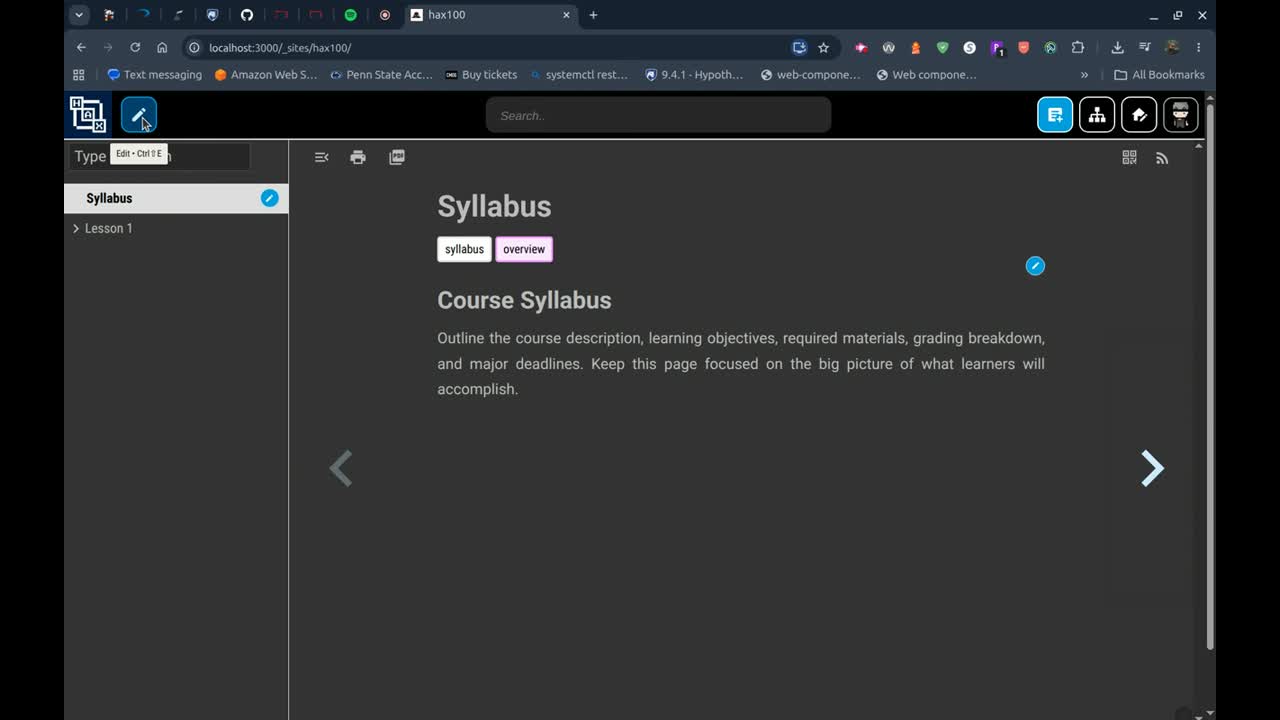 hax100
localhost:3000/_sites/hax100/
Text messaging
Amazon Web S...
Penn State Acc...
Buy tickets
systemctl rest...
9.4.1 - Hypoth...
web-compone...
Web compone...
»
All Bookmarks
HAX
Search..
Type
Edit • Ctrl⇧E
Syllabus
Lesson 1
PDF
Syllabus
syllabus
overview
Course Syllabus
Outline the course description, learning objectives, required materials, grading breakdown,
and major deadlines. Keep this page focused on the big picture of what learners will
accomplish.